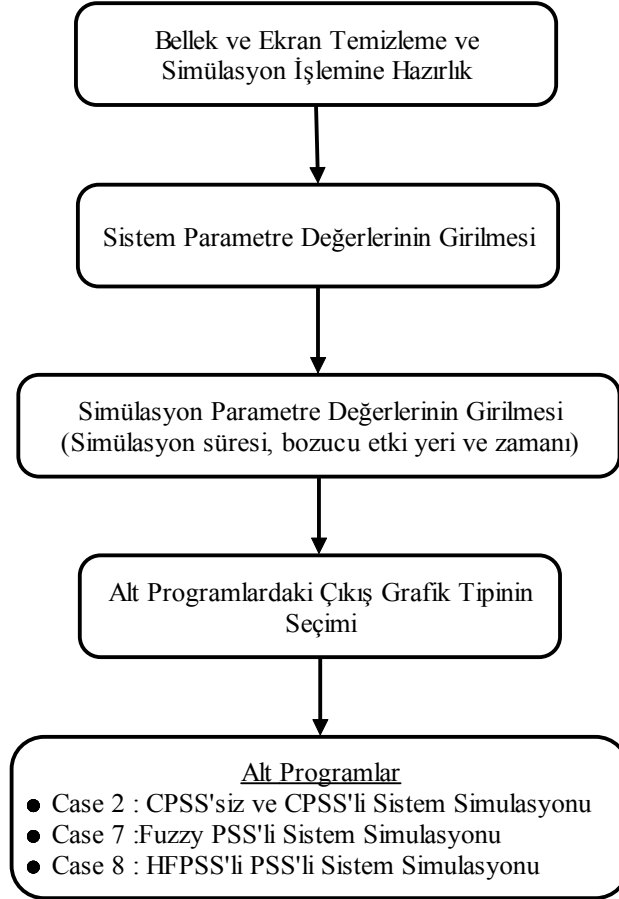 Bellek ve Ekran Temizleme ve
Simülasyon İşlemine Hazırlık
Sistem Parametre Değerlerinin Girilmesi
Simülasyon Parametre Değerlerinin Girilmesi
(Simülasyon süresi, bozucu etki yeri ve zamanı)
Alt Programlardaki Çıkış Grafik Tipinin
Seçimi
Alt Programlar
● Case 2 : CPSS'siz ve CPSS'li Sistem Simulasyonu
● Case 7 :Fuzzy PSS'li Sistem Simulasyonu
● Case 8 : HFPSS'li PSS'li Sistem Simulasyonu